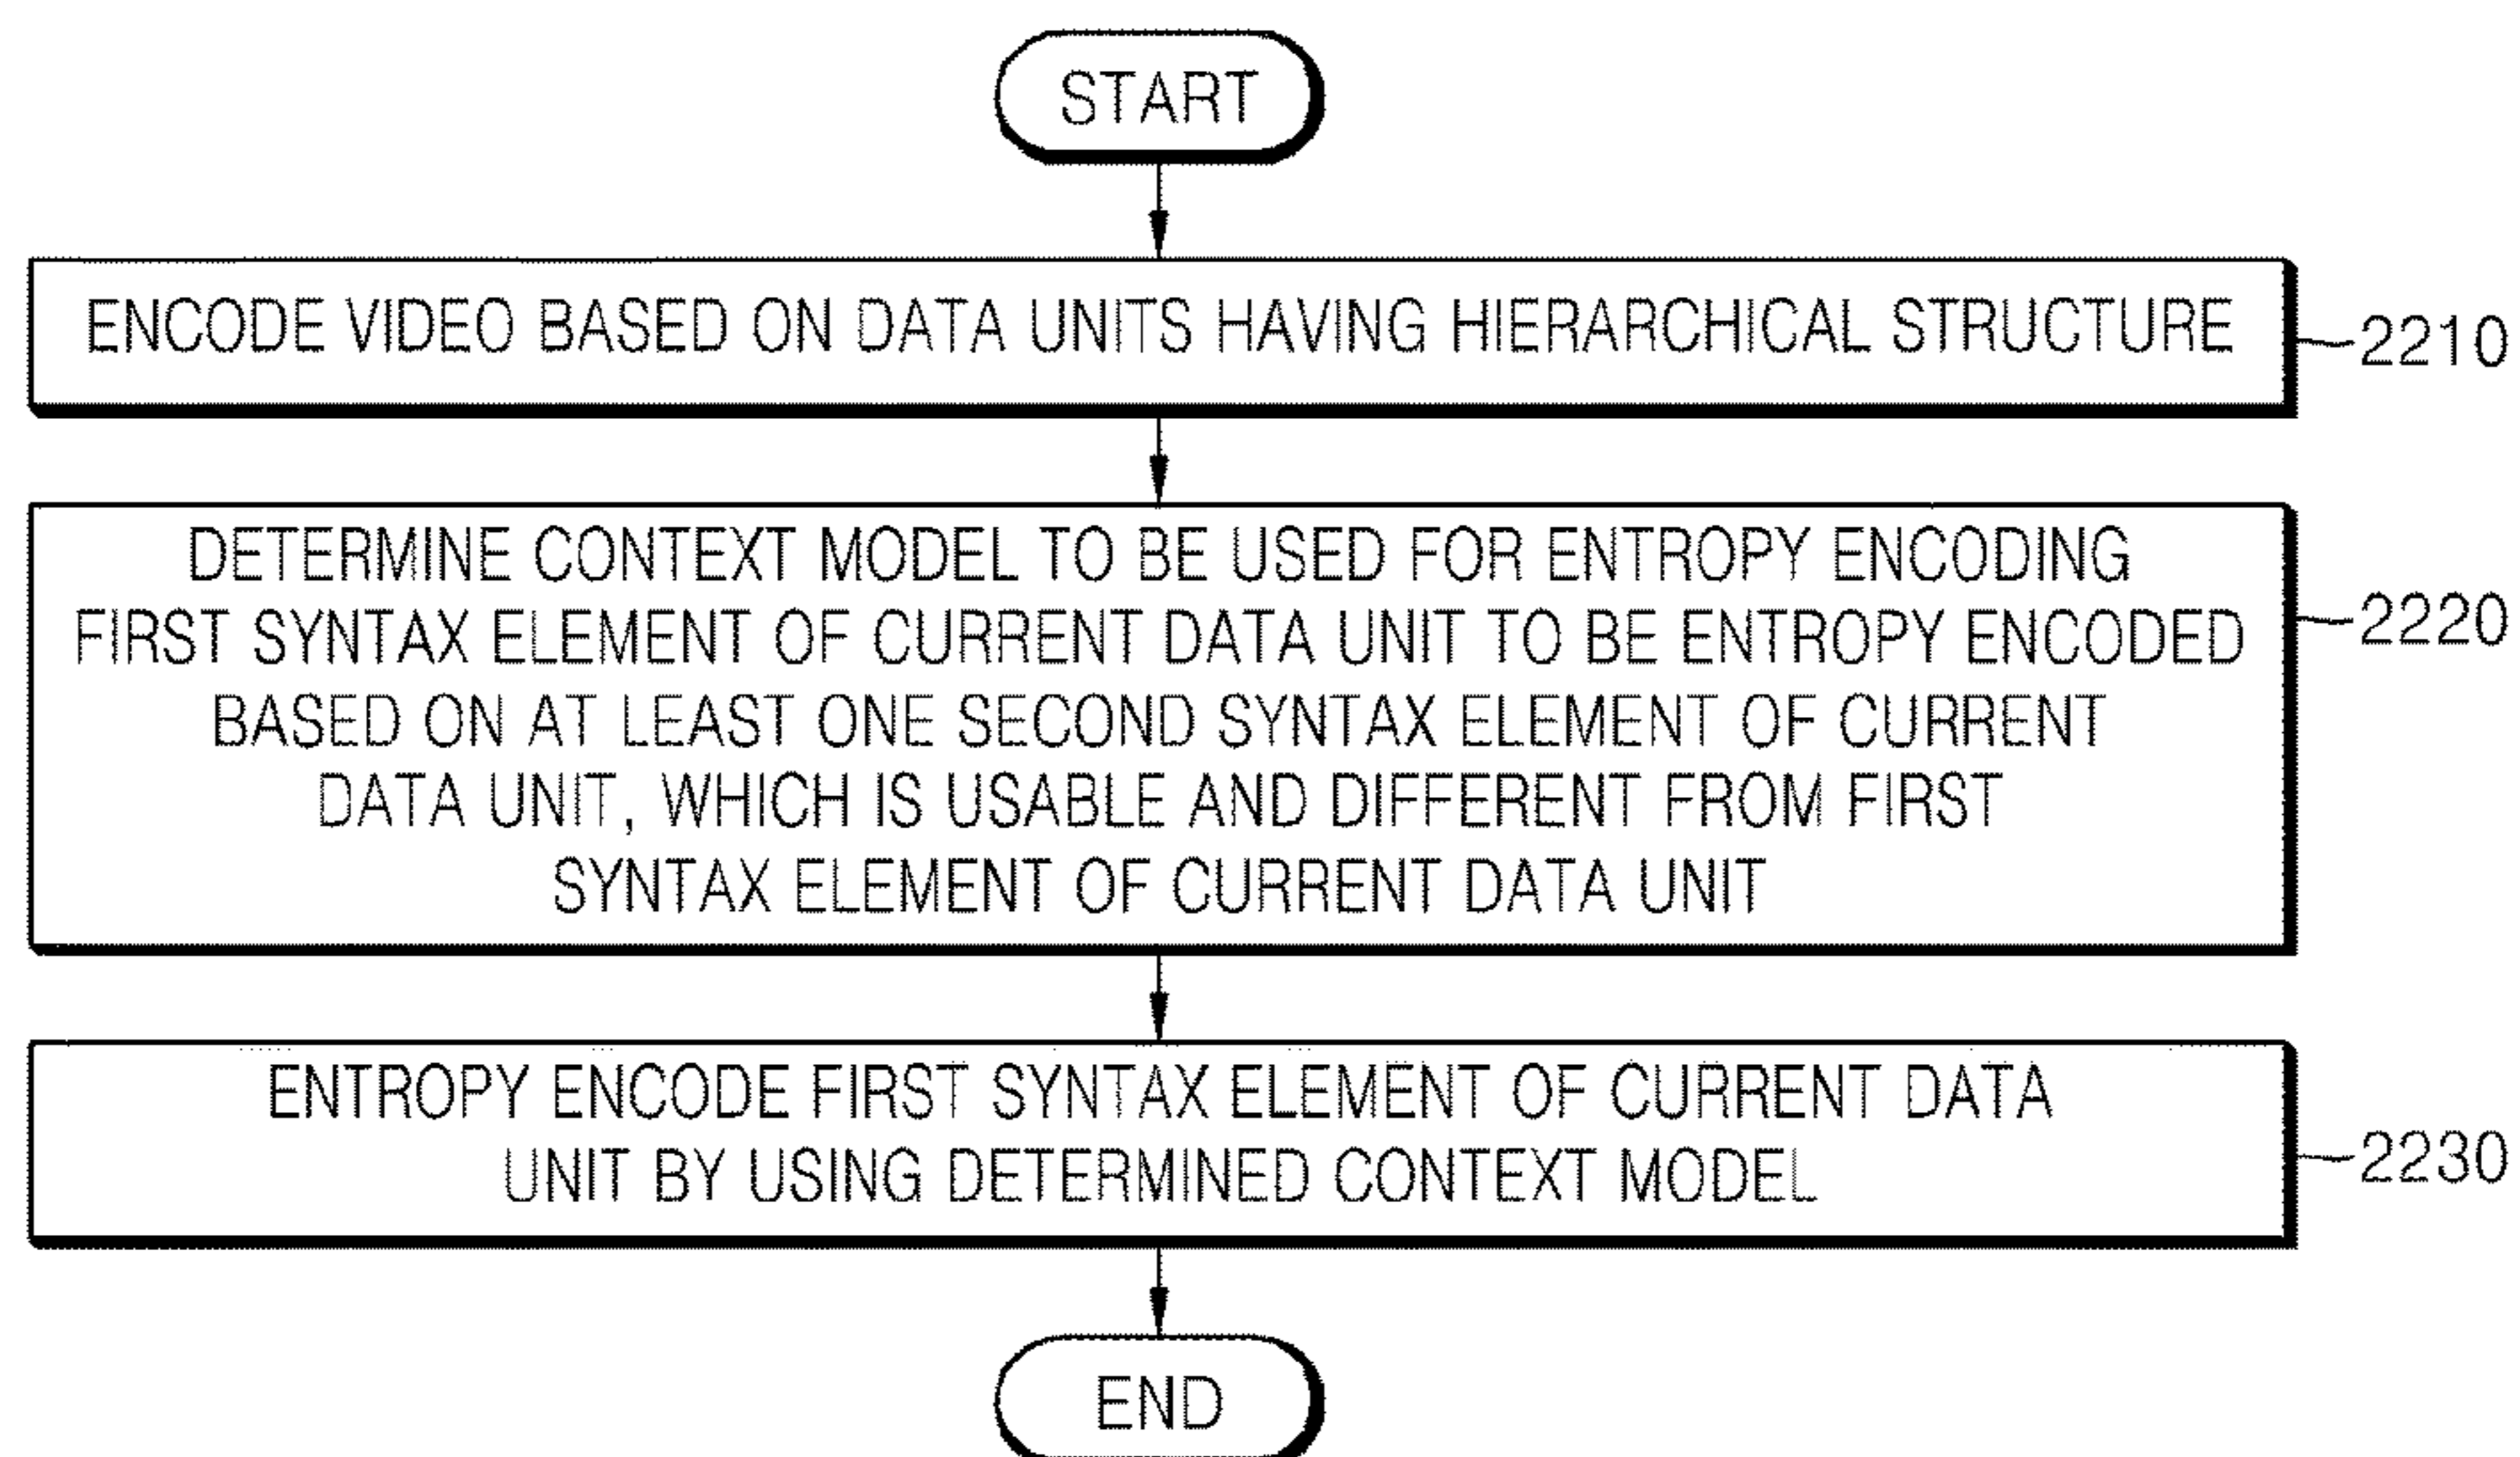 START
ENCODE VIDEO BASED ON DATA UNITS HAVING HIERARCHICAL STRUCTURE
2210
DETERMINE CONTEXT MODEL TO BE USED FOR ENTROPY ENCODING
FIRST SYNTAX ELEMENT OF CURRENT DATA UNIT TO BE ENTROPY ENCODED
BASED ON AT LEAST ONE SECOND SYNTAX ELEMENT OF CURRENT
DATA UNIT, WHICH IS USABLE AND DIFFERENT FROM FIRST
SYNTAX ELEMENT OF CURRENT DATA UNIT
2220
ENTROPY ENCODE FIRST SYNTAX ELEMENT OF CURRENT DATA
UNIT BY USING DETERMINED CONTEXT MODEL
2230
END